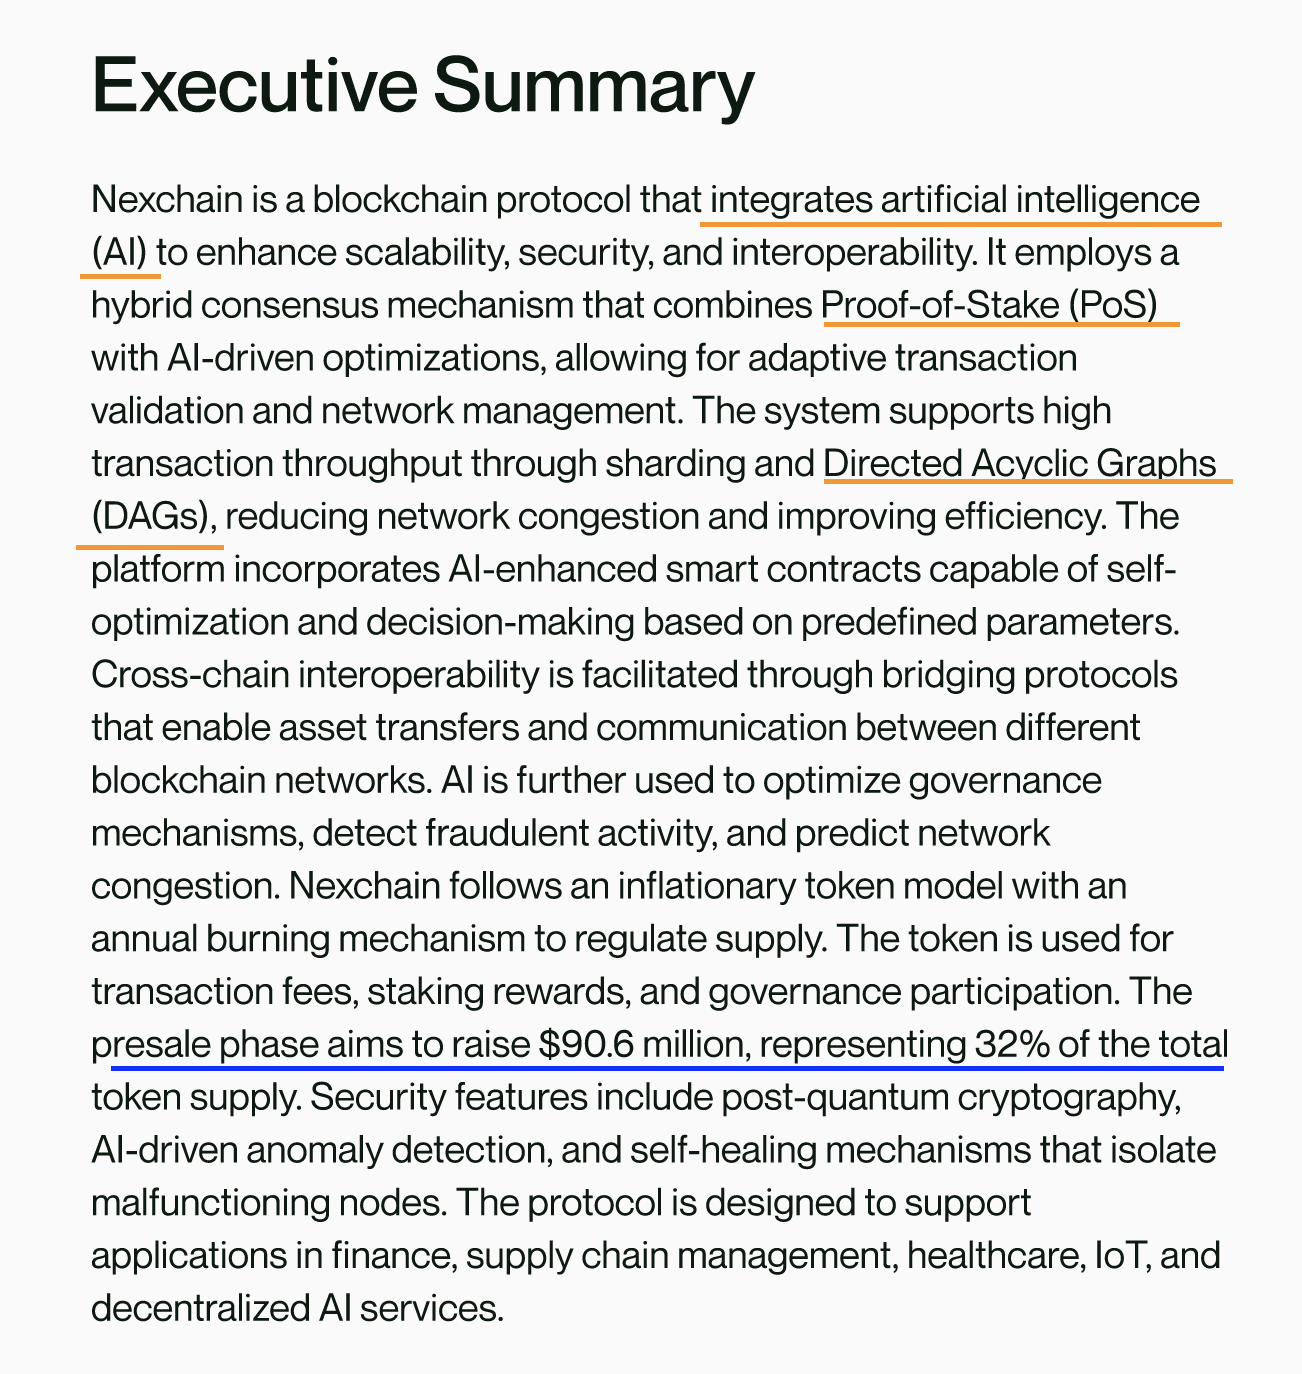 Executive Summary
Nexchain is a blockchain protocol that integrates artificial intelligence
(AI) to enhance scalability, security, and interoperability. It employs a
hybrid consensus mechanism that combines Proof-of-Stake (PoS)
with AI-driven optimizations, allowing for adaptive transaction
validation and network management. The system supports high
transaction throughput through sharding and Directed Acyclic Graphs
(DAGs), reducing network congestion and improving efficiency. The
platform incorporates AI-enhanced smart contracts capable of self-
optimization and decision-making based on predefined parameters.
Cross-chain interoperability is facilitated through bridging protocols
that enable asset transfers and communication between different
blockchain networks. AI is further used to optimize governance
mechanisms, detect fraudulent activity, and predict network
congestion. Nexchain follows an inflationary token model with an
annual burning mechanism to regulate supply. The token is used for
transaction fees, staking rewards, and governance participation. The
presale phase aims to raise $90.6 million, representing 32% of the total
token supply. Security features include post-quantum cryptography,
AI-driven anomaly detection, and self-healing mechanisms that isolate
malfunctioning nodes. The protocol is designed to support
applications in finance, supply chain management, healthcare, IoT, and
decentralized AI services.